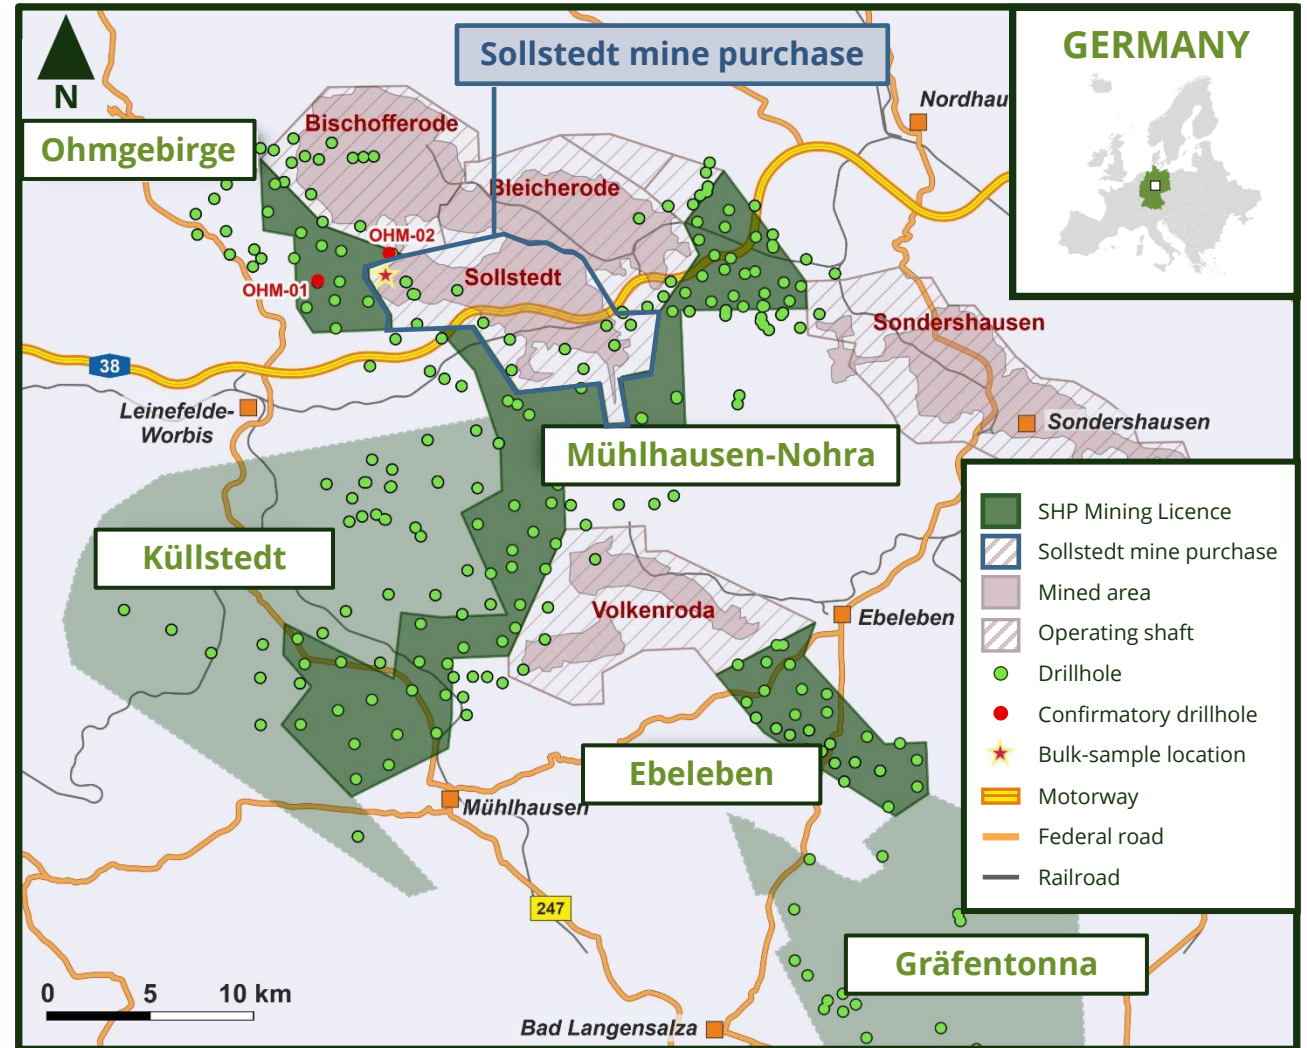 Sollstedt mine purchase
GERMANY
N
Nordhau
Bischofferode
Ohmgebirge
Bleicherode
OHM-02
Sollstedt
OHM-01
Sondershausen
38
Leinefelde-
Worbis
Sondershausen
Mühlhausen-Nohra
SHP Mining Licence
Sollstedt mine purchase
Mined area
Operating shaft
Drillhole
Confirmatory drillhole
Bulk-sample location
Motorway
Federal road
Railroad
Küllstedt
Volkenroda
Ebeleben
Ebeleben
Mühlhausen
247
Gräfentonna
0 5 10 km
Bad Langensalza